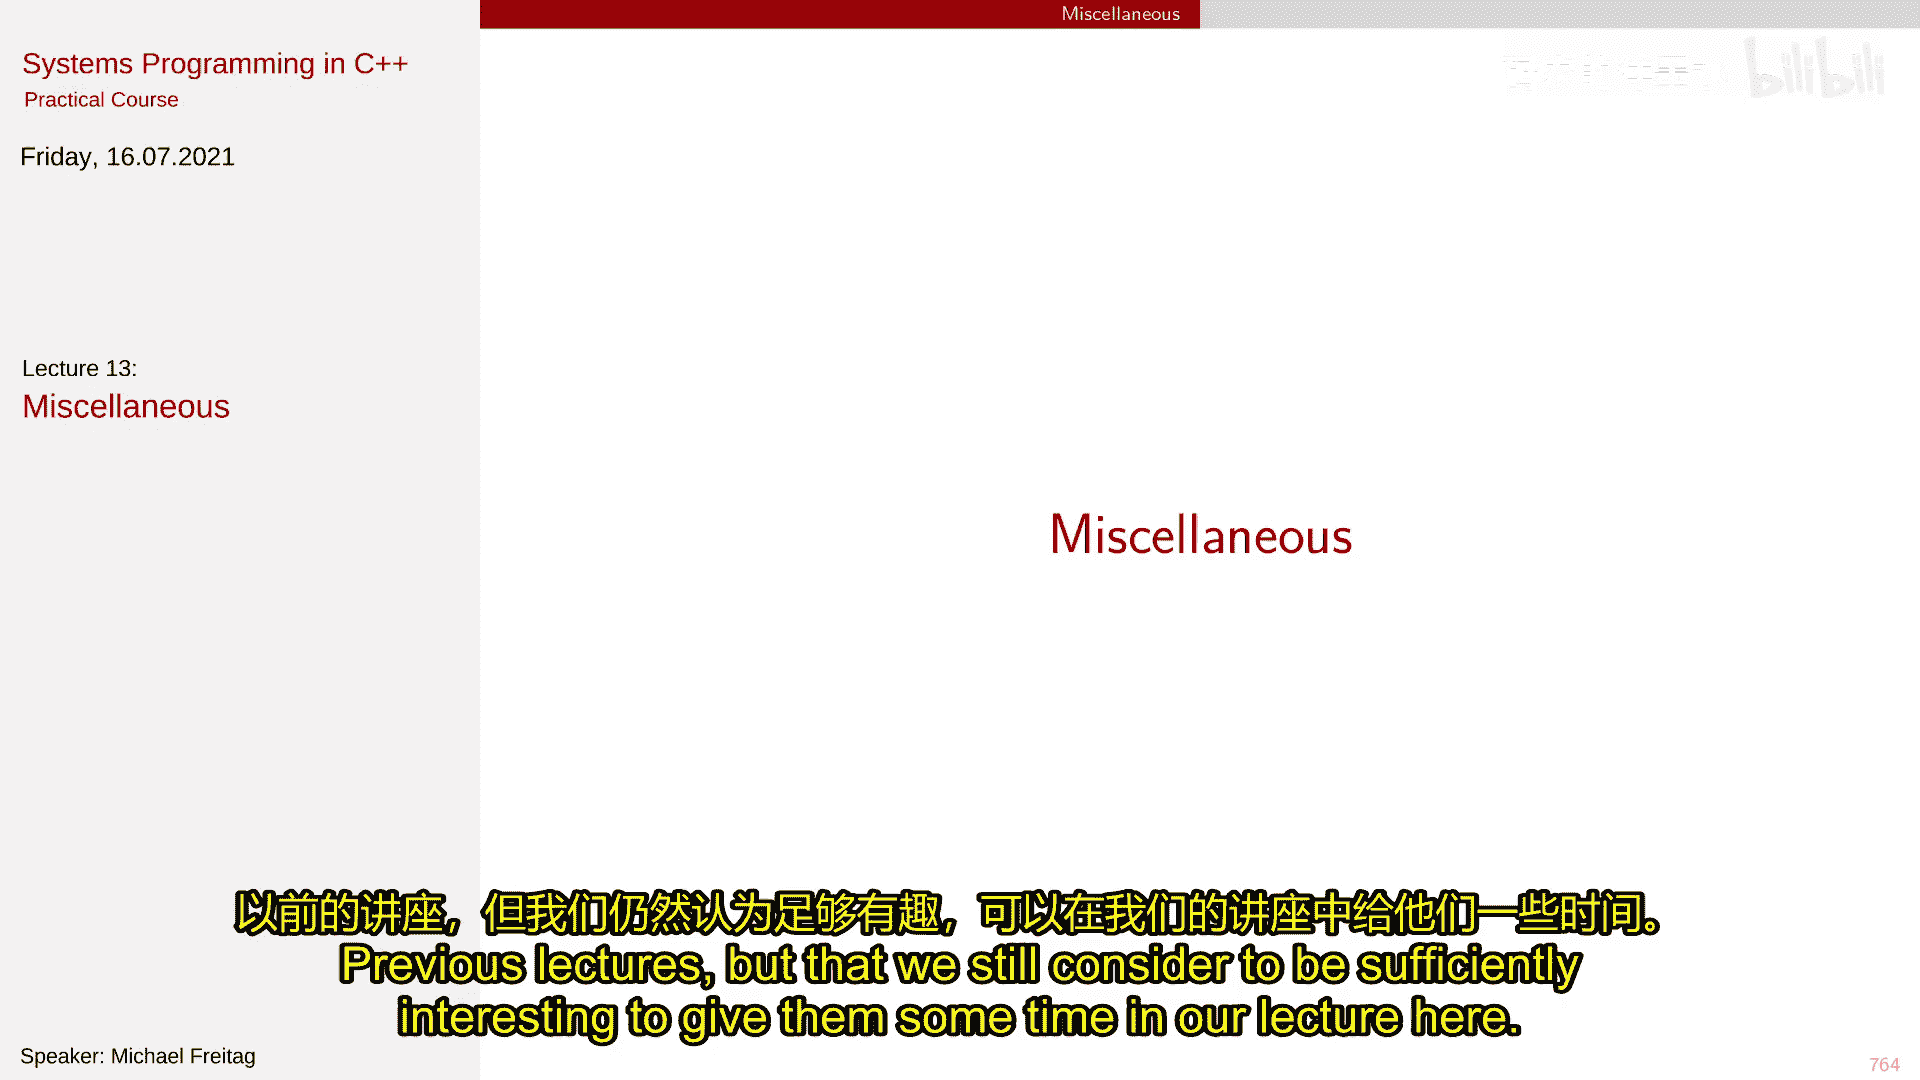 Miscellaneous
Systems Programming in C++
Practical Course
Friday, 16.07.2021
Lecture 13:
Miscellaneous
Miscellaneous
bilibili
以前的讲座，但我们仍然认为足够有趣，可以在我们的讲座中给他们一些时间。
Previous lectures, but that we still consider to be sufficiently
interesting to give them some time in our lecture here.
Speaker: Michael Freitag
764